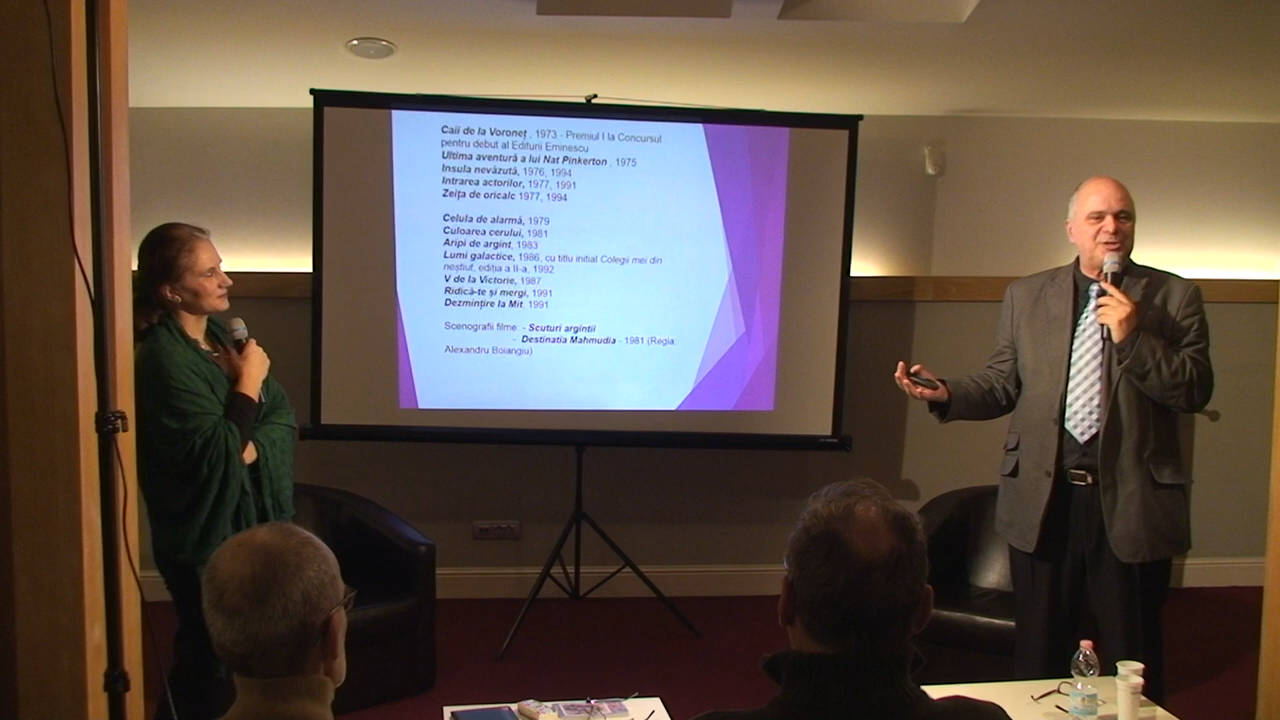 Caii de la Voroneț , 1973 - Premiul I la Concursul
pentru debut al Editurii Eminescu
Ultima aventură a lui Nat Pinkerton , 1975
Insula nevăzută, 1976, 1994
Intrarea actorilor, 1977, 1991
Zeița de oricalc 1977, 1994
Celula de alarmă, 1979
Culoarea cerului, 1981
Aripi de argint, 1983
Lumi galactice, 1986, cu titlu initial Colegii mei din
neștiut, ediția a II-a, 1992
V de la Victorie, 1987
Ridică-te și mergi, 1991
Dezmințire la Mit, 1991
Scenografii filme: - Scuturi argintii
- Destinatia Mahmudia - 1981 (Regia:
Alexandru Boiangiu)